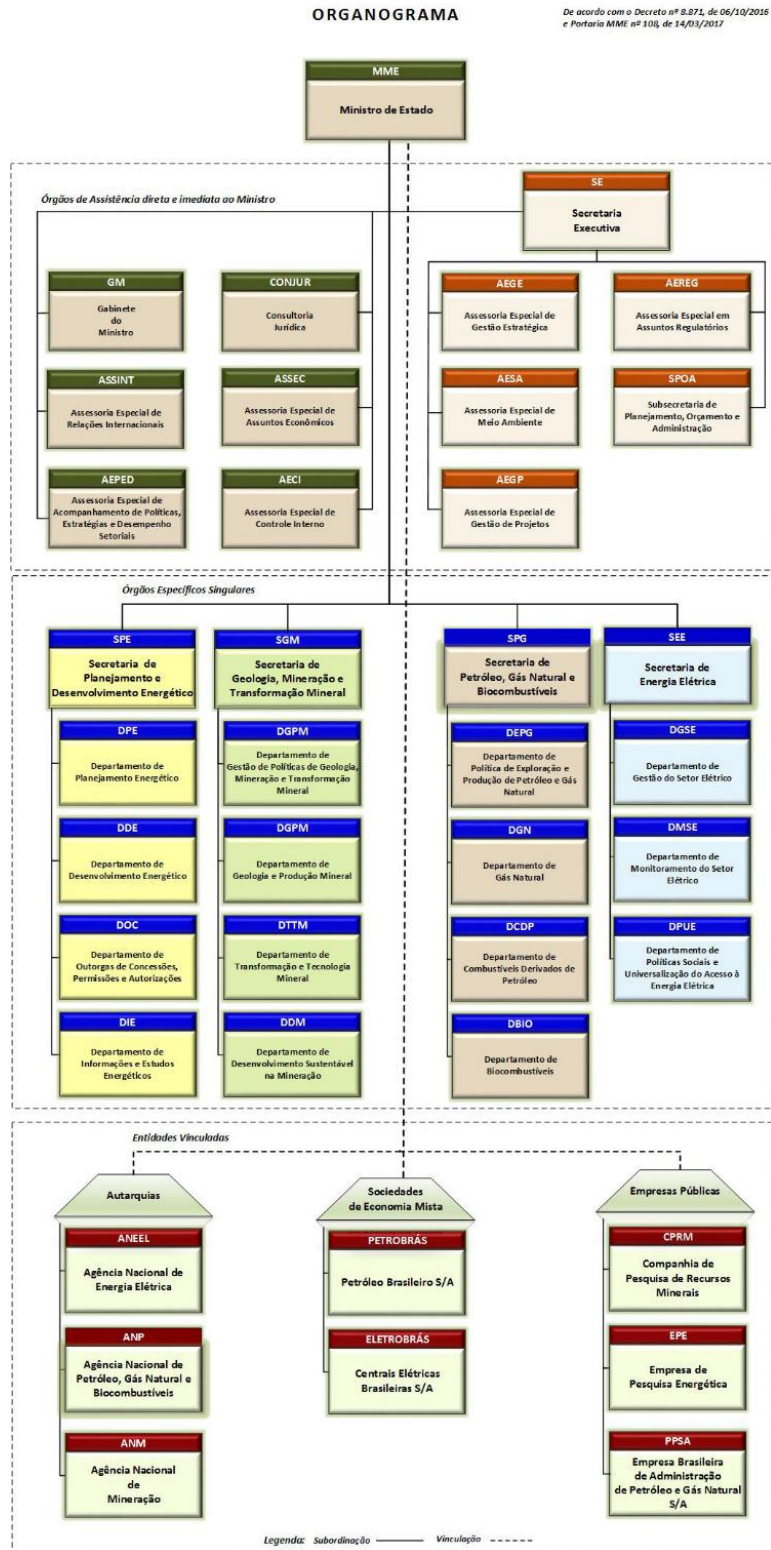 ORGANOGRAMA
De acordo com o Decreto nº 8.871, de 06/10/2016
e Portaria MME nº 108, de 14/03/2017
MME
Ministro de Estado
Órgãos de Assistência direta e imediata ao Ministro
SE
Secretaria
Executiva
GM
Gabinete
do
Ministro
CONJUR
Consultoria
Jurídica
AEGE
Assessoria Especial de
Gestão Estratégica
AEREG
Assessoria Especial em
Assuntos Regulatórios
ASSINT
Assessoria Especial de
Relações Internacionais
ASSEC
Assessoria Especial de
Assuntos Econômicos
AESA
Assessoria Especial de
Meio Ambiente
SPOA
Subsecretaria de
Planejamento, Orçamento e
Administração
AEPED
Assessoria Especial de
Acompanhamento de Políticas,
Estratégias e Desempenho
Setoriais
AECI
Assessoria Especial de
Controle Interno
AEGP
Assessoria Especial de
Gestão de Projetos
Órgãos Específicos Singulares
SPE
Secretaria de
Planejamento e
Desenvolvimento Energético
SGM
Secretaria de
Geologia, Mineração e
Transformação Mineral
SPG
Secretaria de
Petróleo, Gás Natural e
Biocombustíveis
SEE
Secretaria de
Energia Elétrica
DPE
Departamento de
Planejamento Energético
DGPM
Departamento de
Gestão de Políticas de Geologia,
Mineração e Transformação
Mineral
DEPG
Departamento de
Política de Exploração e
Produção de Petróleo e Gás
Natural
DGSE
Departamento de
Gestão do Setor Elétrico
DDE
Departamento de
Desenvolvimento Energético
DGPM
Departamento de
Geologia e Produção Mineral
DGN
Departamento de
Gás Natural
DMSE
Departamento de
Monitoramento do Setor
Elétrico
DOC
Departamento de
Outorgas de Concessões,
Permissões e Autorizações
DTTM
Departamento de
Transformação e Tecnologia
Mineral
DCDP
Departamento de
Combustíveis Derivados de
Petróleo
DPUE
Departamento de
Políticas Sociais e
Universalização do Acesso à
Energia Elétrica
DIE
Departamento de
Informações e Estudos
Energéticos
DDM
Departamento de
Desenvolvimento Sustentável
na Mineração
DBIO
Departamento de
Biocombustíveis
Entidades Vinculadas
Autarquias
Sociedades
de Economia Mista
Empresas Públicas
ANEEL
Agência Nacional de
Energia Elétrica
PETROBRÁS
Petróleo Brasileiro S/A
CPRM
Companhia de
Pesquisa de Recursos
Minerais
ANP
Agência Nacional de
Petróleo, Gás Natural e
Biocombustíveis
ELETROBRÁS
Centrais Elétricas
Brasileiras S/A
EPE
Empresa de
Pesquisa Energética
ANM
Agência Nacional
de
Mineração
PPSA
Empresa Brasileira
de Administração
de Petróleo e Gás Natural
S/A
Legenda: Subordinação Vinculação